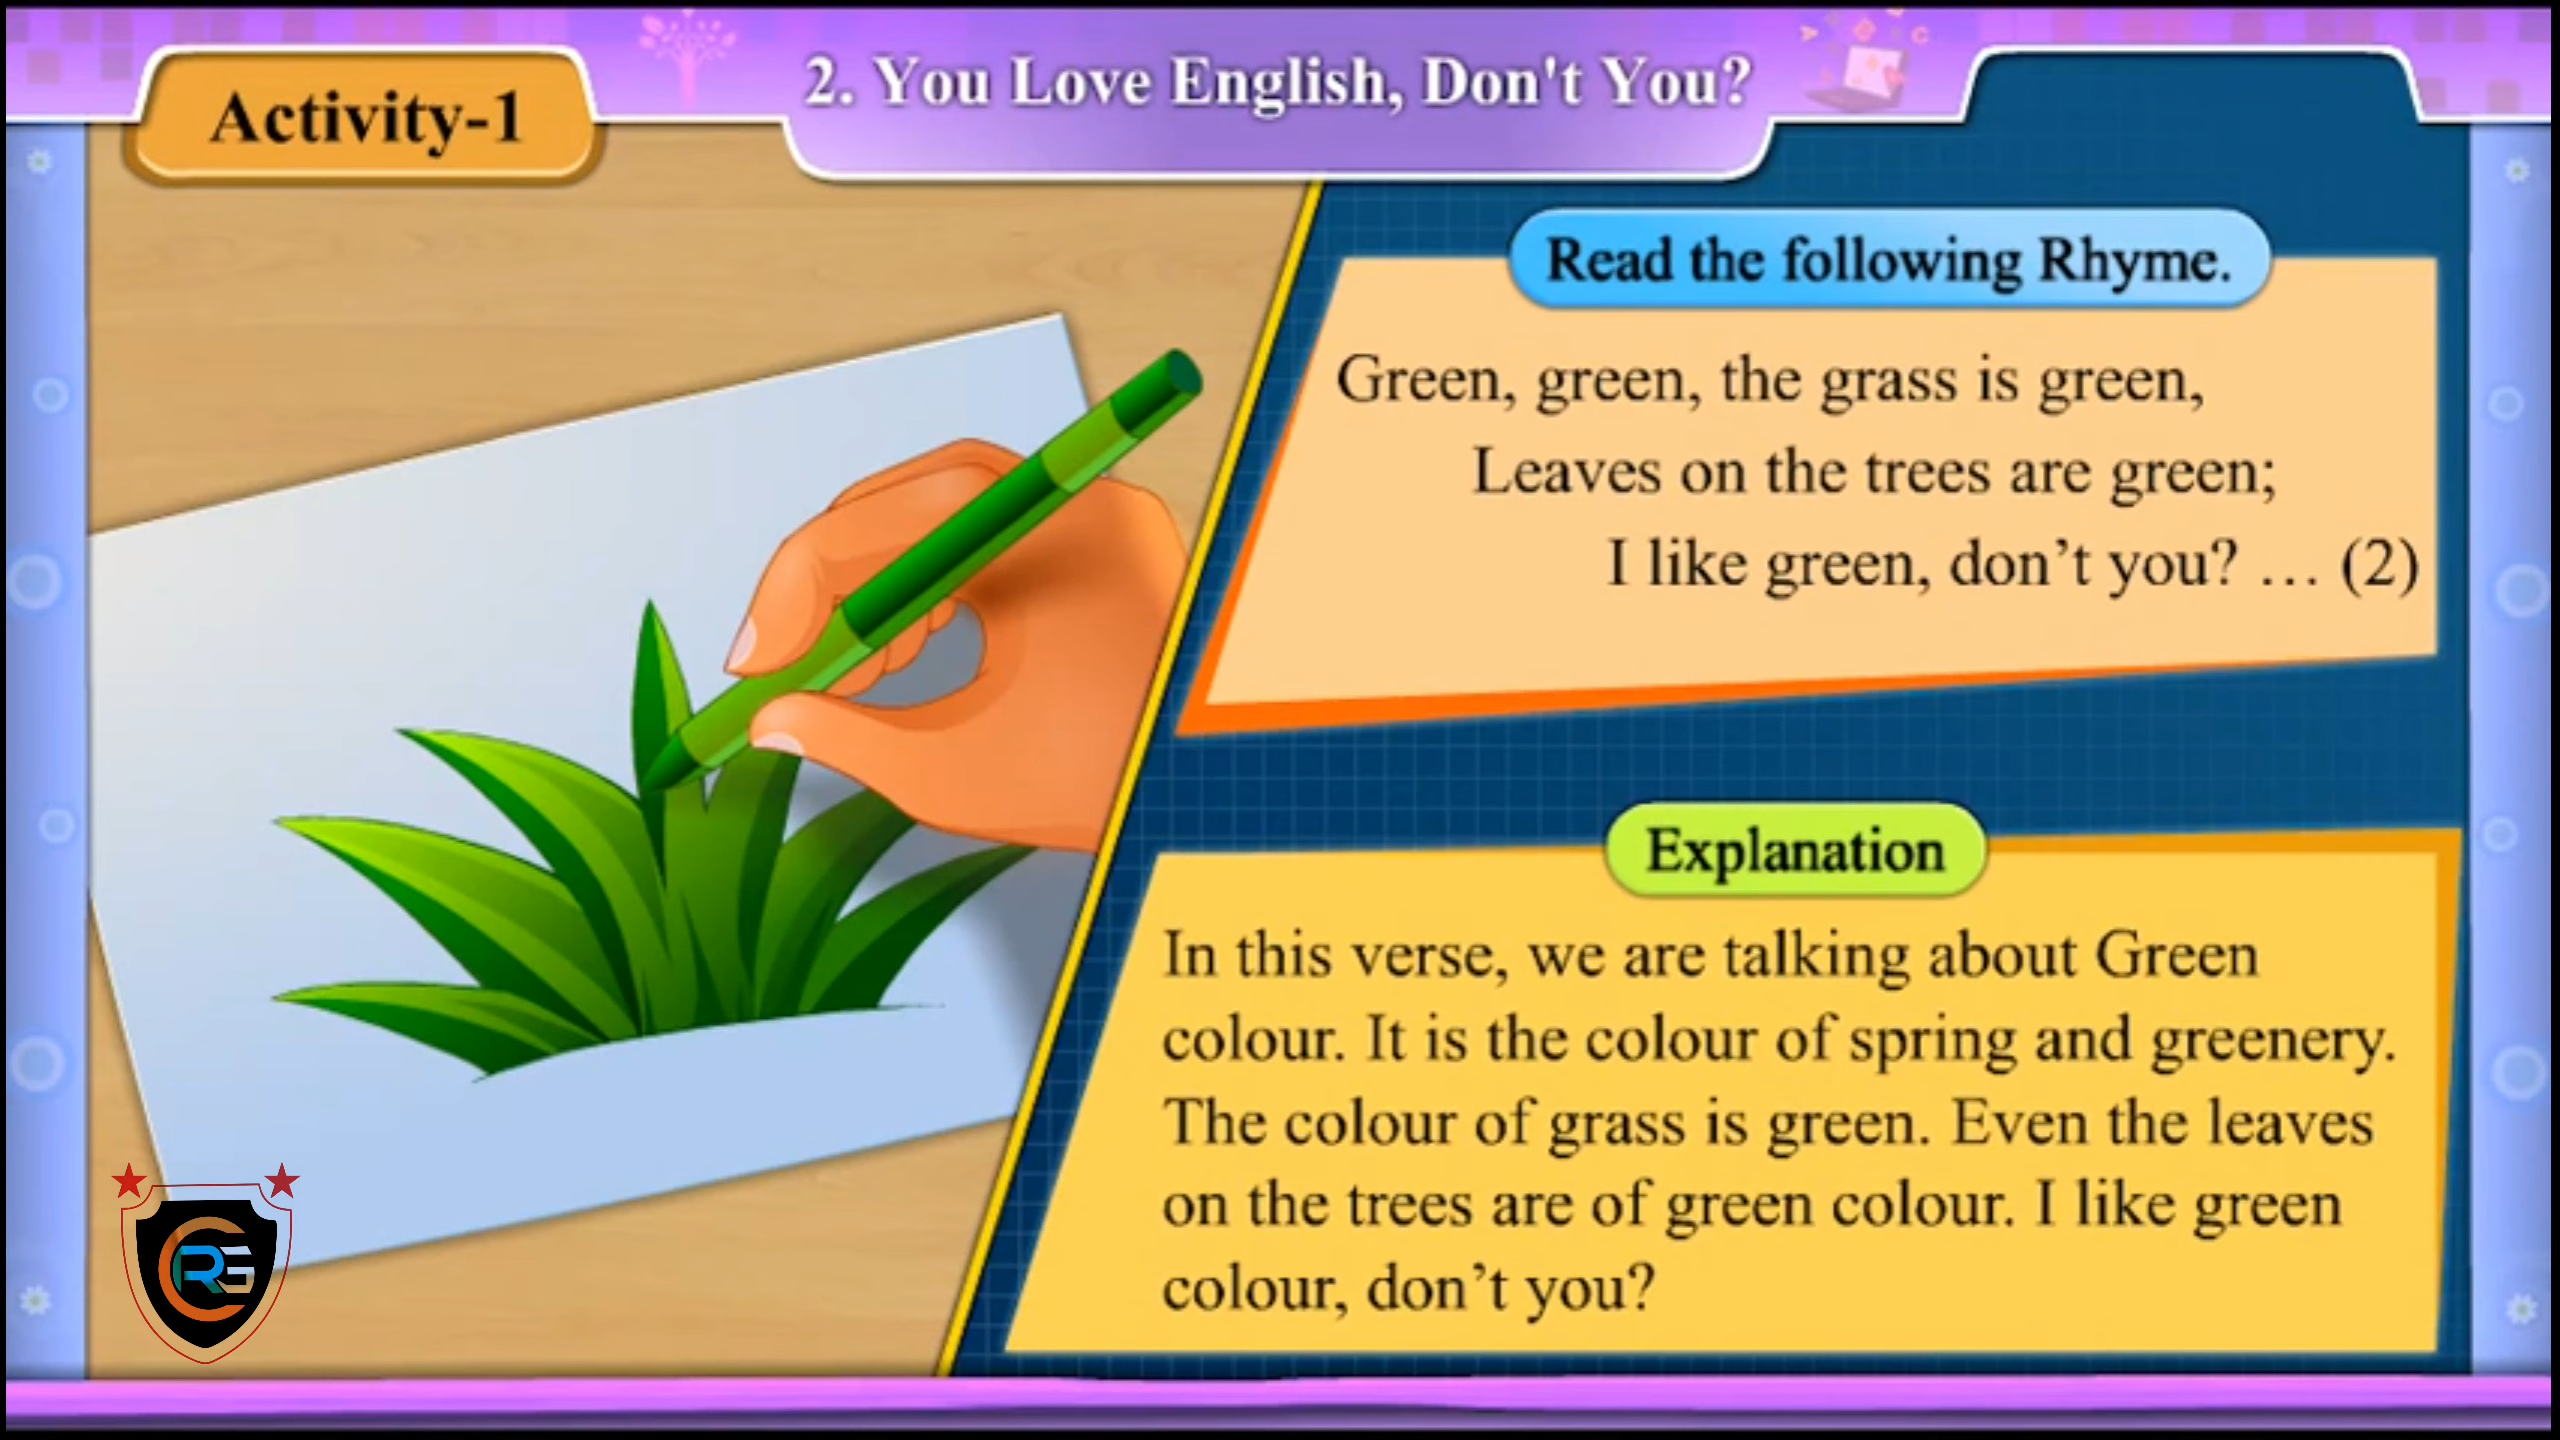 2. You Love English, Don't You?
Activity-1
Read the following Rhyme.
Green, green, the grass is green,
Leaves on the trees are green;
I like green, don’t you? … (2)
Explanation
In this verse, we are talking about Green
colour. It is the colour of spring and greenery.
The colour of grass is green. Even the leaves
on the trees are of green colour. I like green
colour, don’t you?